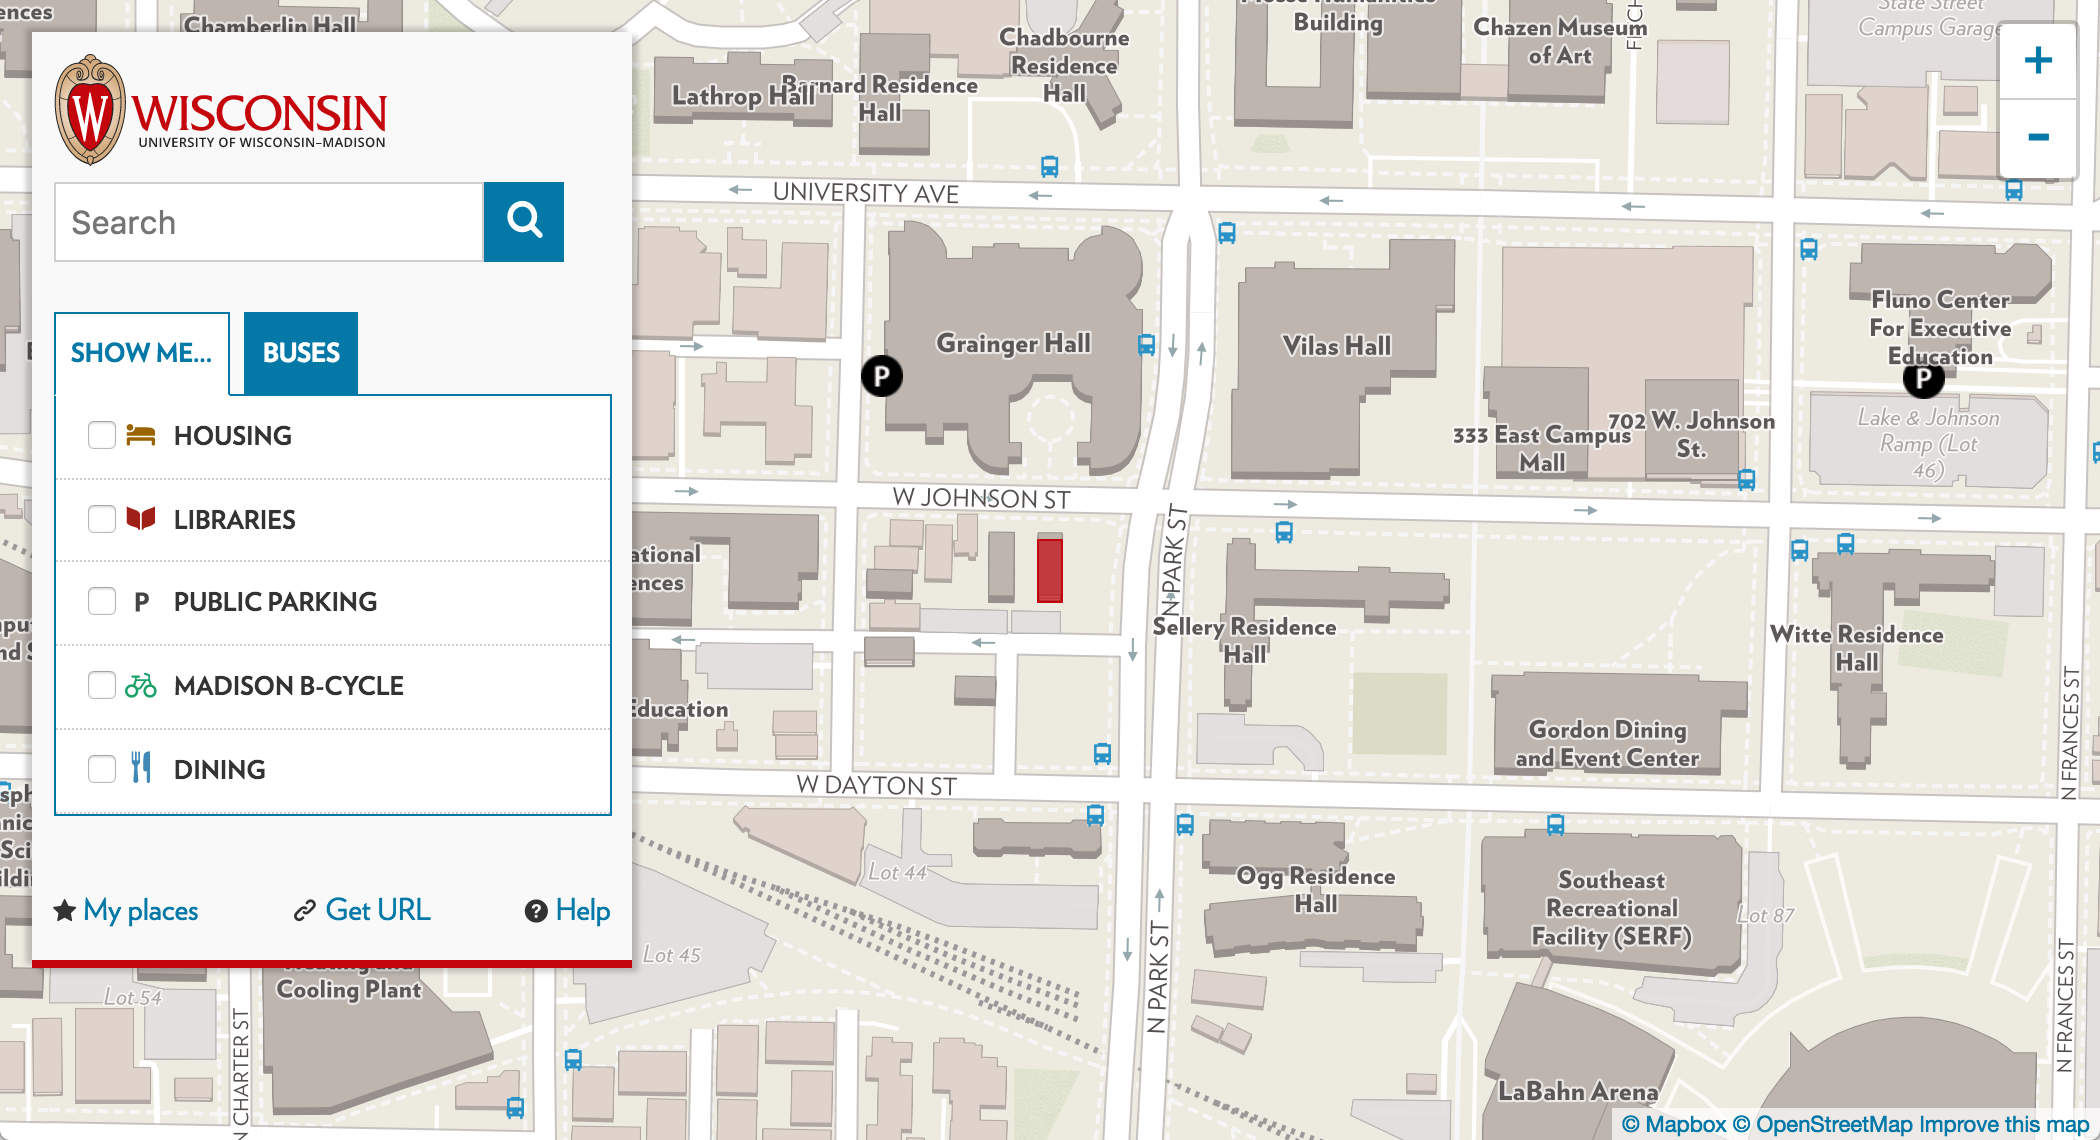 Chamberlin Hall
W
WISCONSIN
UNIVERSITY OF WISCONSIN–MADISON
Search
SHOW ME...
BUSES
HOUSING
LIBRARIES
P PUBLIC PARKING
MADISON B-CYCLE
DINING
My places
Get URL
? Help
Lathrop Hall
Barnard Residence
Hall
Chadbourne
Residence
Hall
Building
Chazen Museum
of Art
State Street
Campus Garage
+
-
UNIVERSITY AVE
Grainger Hall
P
Vilas Hall
333 East Campus
Mall
702 W. Johnson
St.
Fluno Center
For Executive
Education
P
Lake & Johnson
Ramp (Lot
46)
W JOHNSON ST
N PARK ST
Sellery Residence
Hall
Witte Residence
Hall
Education
Gordon Dining
and Event Center
N FRANCES ST
W DAYTON ST
Lot 44
Ogg Residence
Hall
Southeast
Recreational
Facility (SERF)
Lot 87
Lot 45
N PARK ST
N FRANCES ST
Lot 54
Cooling Plant
N CHARTER ST
LaBahn Arena
© Mapbox © OpenStreetMap Improve this map